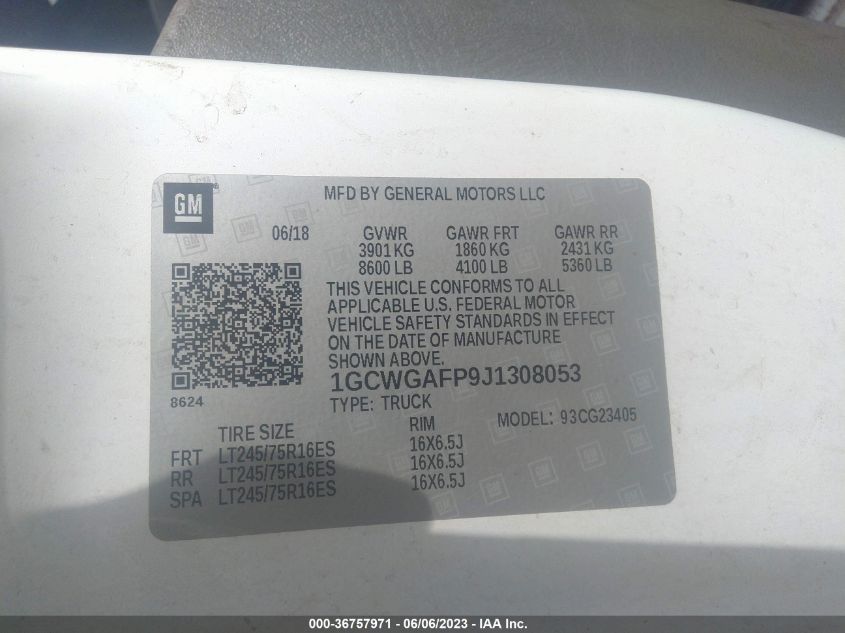 GM
MFD BY GENERAL MOTORS LLC
06/18 GVWR GAWR FRT GAWR RR
3901 KG 1860 KG 2431 KG
8600 LB 4100 LB 5360 LB
THIS VEHICLE CONFORMS TO ALL
APPLICABLE U.S. FEDERAL MOTOR
VEHICLE SAFETY STANDARDS IN EFFECT
ON THE DATE OF MANUFACTURE
SHOWN ABOVE.
1GCWGAFP9J1308053
8624
TYPE: TRUCK MODEL: 93CG23405
TIRE SIZE RIM
FRT LT245/75R16ES 16X6.5J
RR LT245/75R16ES 16X6.5J
SPA LT245/75R16ES 16X6.5J
000-36757971 - 06/06/2023 - IAAI.com